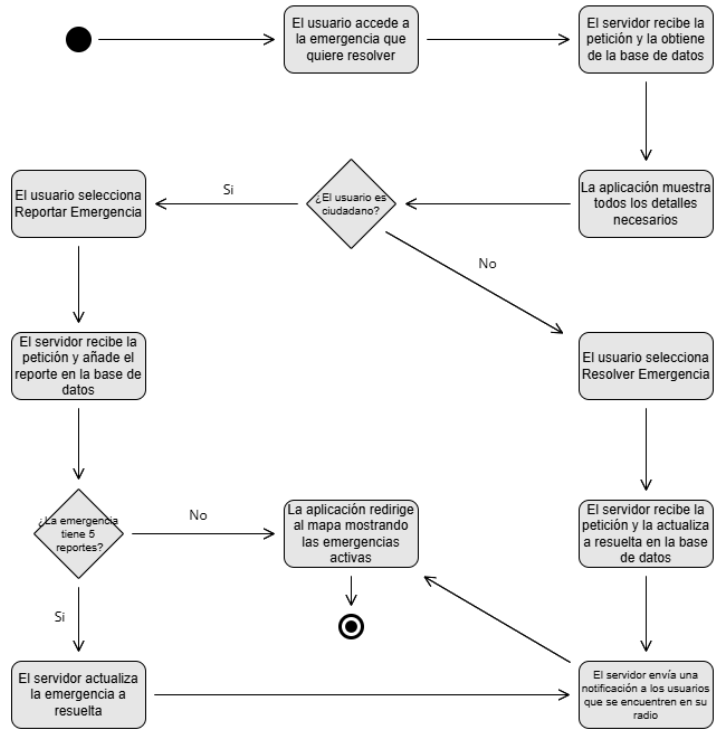 El usuario accede a
la emergencia que
quiere resolver
El servidor recibe la
petición y la obtiene
de la base de datos
El usuario selecciona
Reportar Emergencia
Si
¿El usuario es
ciudadano?
La aplicación muestra
todos los detalles
necesarios
No
El servidor recibe la
petición y añade el
reporte en la base de
datos
El usuario selecciona
Resolver Emergencia
¿La emergencia
tiene 5
reportes?
No
La aplicación redirige
al mapa mostrando
las emergencias
activas
El servidor recibe la
petición y la actualiza
a resuelta en la base
de datos
Si
El servidor actualiza
la emergencia a
resuelta
El servidor envía una
notificación a los usuarios
que se encuentren en su
radio